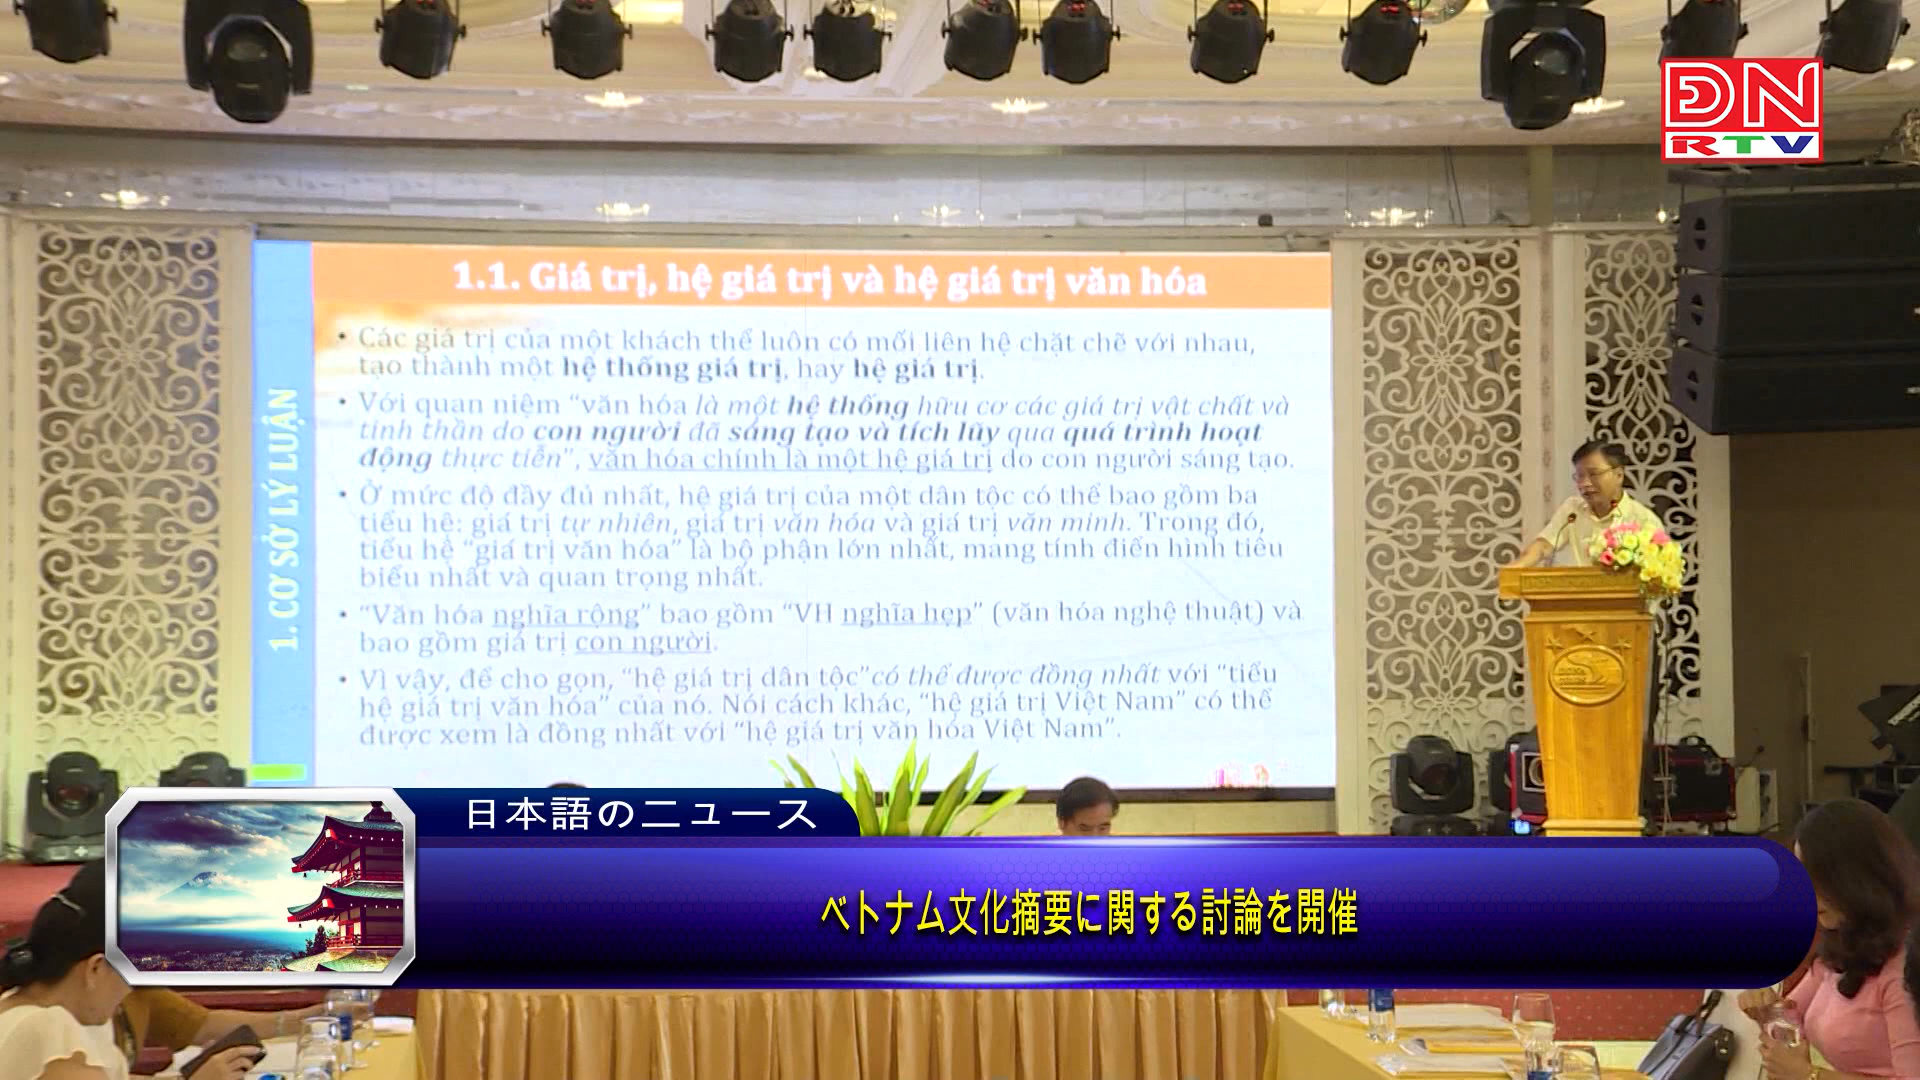 DN
RTV
1.1. Giá trị, hệ giá trị và hệ giá trị văn hóa
1. CƠ SỞ LÝ LUẬN
• Các giá trị của một khách thể luôn có mối liên hệ chặt chẽ với nhau,
tạo thành một hệ thống giá trị, hay hệ giá trị.
• Với quan niệm “văn hóa là một hệ thống hữu cơ các giá trị vật chất và
tinh thần do con người đã sáng tạo và tích lũy qua quá trình hoạt
động thực tiễn”, văn hóa chính là một hệ giá trị do con người sáng tạo.
• Ở mức độ đầy đủ nhất, hệ giá trị của một dân tộc có thể bao gồm ba
tiểu hệ: giá trị tự nhiên, giá trị văn hóa và giá trị văn minh. Trong đó,
tiểu hệ “giá trị văn hóa” là bộ phận lớn nhất, mang tính điển hình tiêu
biểu nhất và quan trọng nhất.
• “Văn hóa nghĩa rộng” bao gồm “VH nghĩa hẹp” (văn hóa nghệ thuật) và
bao gồm giá trị con người.
• Vì vậy, để cho gọn, “hệ giá trị dân tộc” có thể được đồng nhất với “tiểu
hệ giá trị văn hóa” của nó. Nói cách khác, “hệ giá trị Việt Nam” có thể
được xem là đồng nhất với “hệ giá trị văn hóa Việt Nam”.
日本語のニュース
ベトナム文化摘要に関する討論を開催